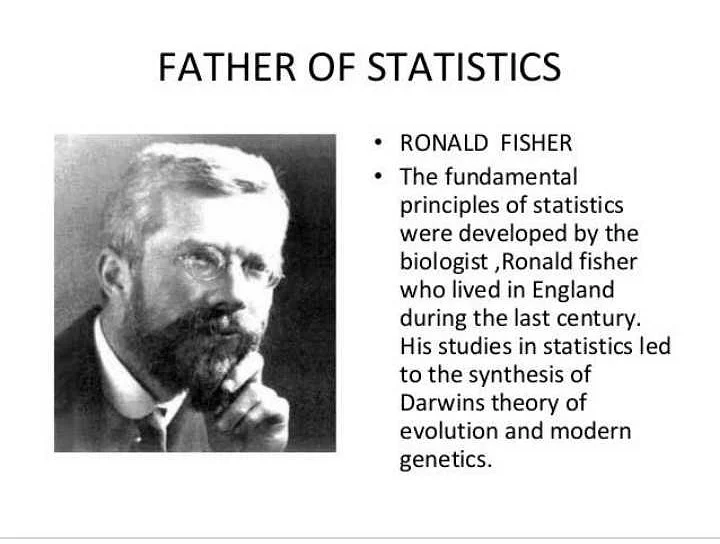 FATHER OF STATISTICS
• RONALD FISHER
• The fundamental
principles of statistics
were developed by the
biologist ,Ronald fisher
who lived in England
during the last century.
His studies in statistics led
to the synthesis of
Darwins theory of
evolution and modern
genetics.